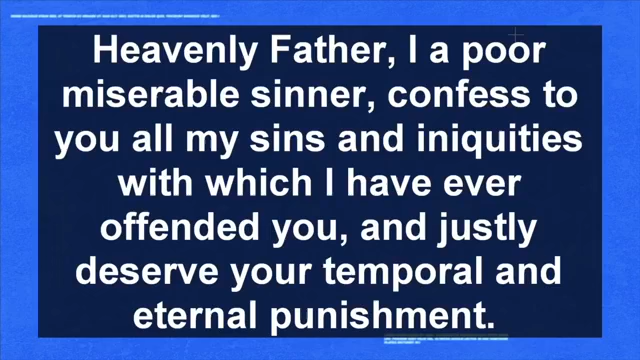 Heavenly Father, I a poor
miserable sinner, confess to
you all my sins and iniquities
with which I have ever
offended you, and justly
deserve your temporal and
eternal punishment.